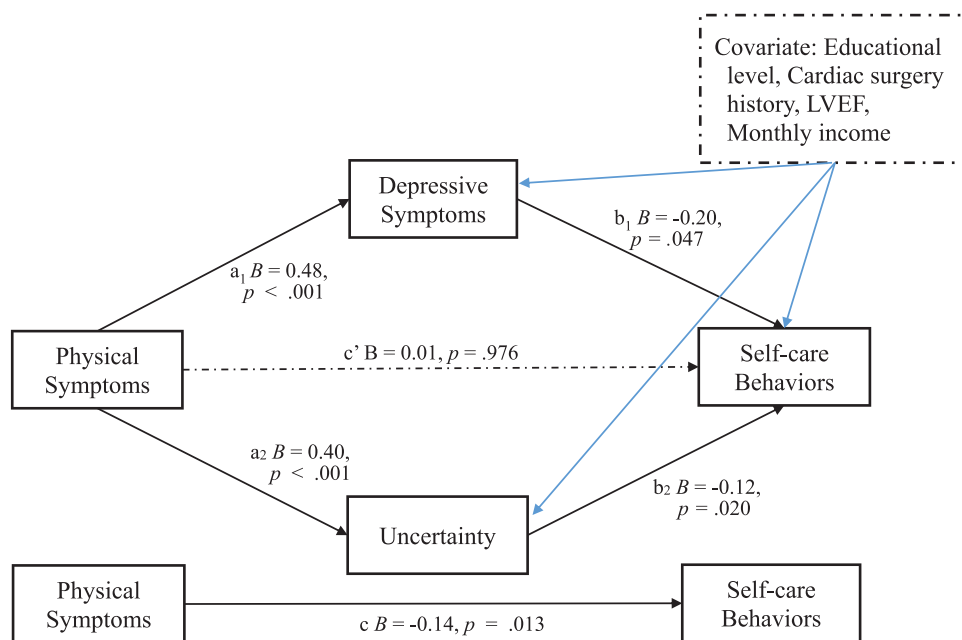 Covariate: Educational
level, Cardiac surgery
history, LVEF,
Monthly income
Depressive
Symptoms
b₁ B = -0.20,
p = .047
a₁ B = 0.48,
p < .001
Physical
Symptoms
c' B = 0.01, p = .976
Self-care
Behaviors
a₂ B = 0.40,
p < .001
b₂ B = -0.12,
p = .020
Uncertainty
Physical
Symptoms
Self-care
Behaviors
c B = -0.14, p = .013